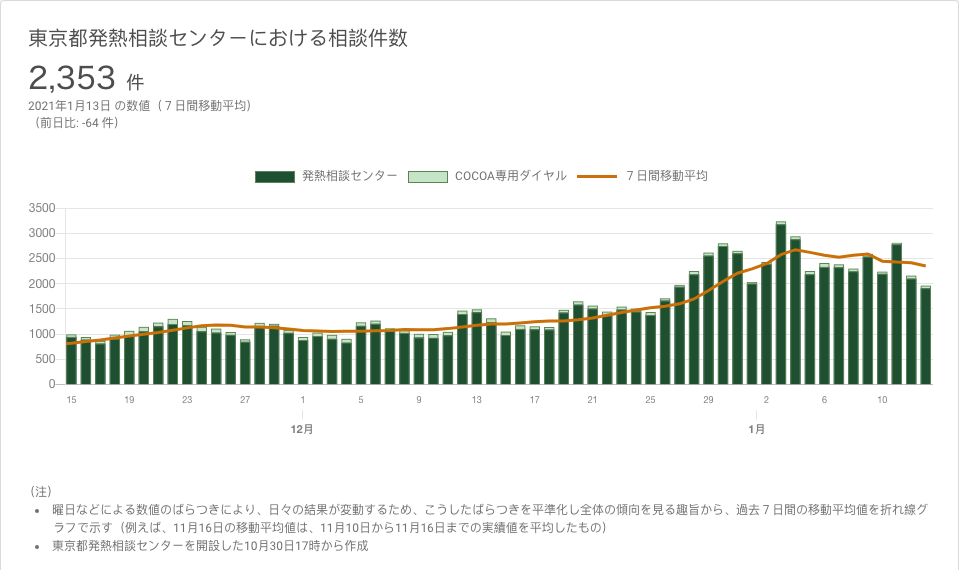 東京都発熱相談センターにおける相談件数
2,353 件
2021年1月13日 の数値（７日間移動平均）
（前日比: -64 件）
発熱相談センター COCOA専用ダイヤル ７日間移動平均
3500
3000
2500
2000
1500
1000
500
0
15 19 23 27 1 5 9 13 17 21 25 29 2 6 10
12月 1月
（注）
• 曜日などによる数値のばらつきにより、日々の結果が変動するため、こうしたばらつきを平準化し全体の傾向を見る趣旨から、過去７日間の移動平均値を折れ線グ
ラフで示す（例えば、11月16日の移動平均値は、11月10日から11月16日までの実績値を平均したもの）
• 東京都発熱相談センターを開設した10月30日17時から作成